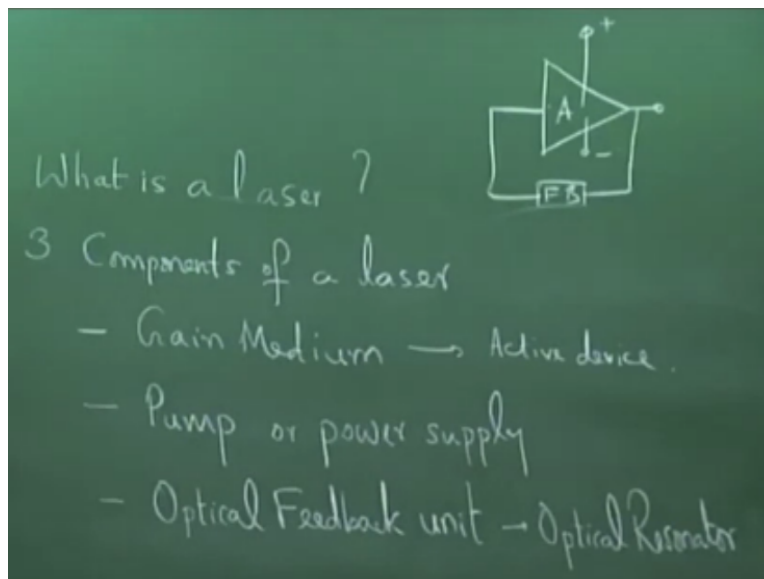 +
A
-
FB
What is a laser ?
3 Components of a laser
- Gain Medium → Active device.
- Pump or power supply
- Optical Feedback unit → Optical Resonator